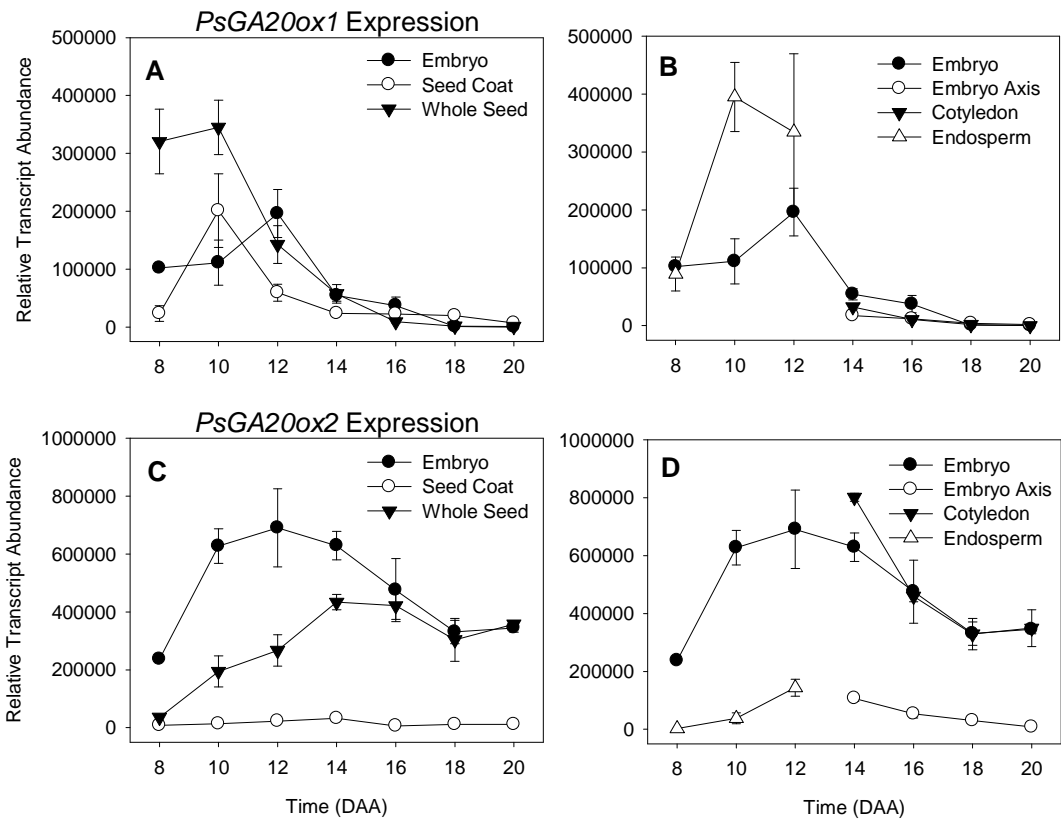 PsGA20ox1 Expression
A
Embryo
Seed Coat
Whole Seed
500000
400000
300000
200000
100000
0
8 10 12 14 16 18 20
Relative Transcript Abundance
B
Embryo
Embryo Axis
Cotyledon
Endosperm
500000
400000
300000
200000
100000
0
8 10 12 14 16 18 20
PsGA20ox2 Expression
C
Embryo
Seed Coat
Whole Seed
1000000
800000
600000
400000
200000
0
8 10 12 14 16 18 20
Relative Transcript Abundance
Time (DAA)
D
Embryo
Embryo Axis
Cotyledon
Endosperm
1000000
800000
600000
400000
200000
0
8 10 12 14 16 18 20
Time (DAA)